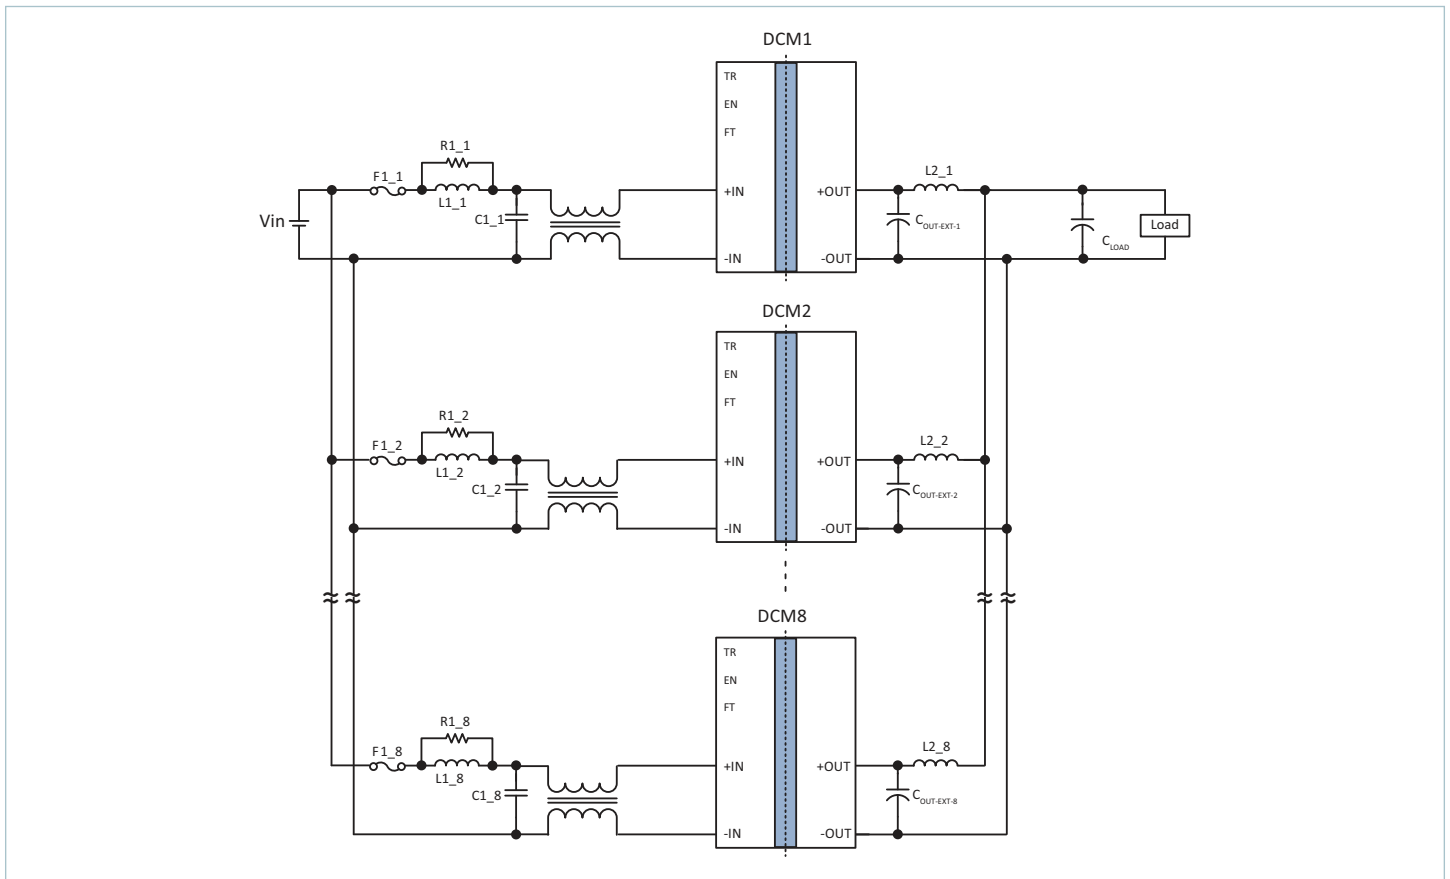 DCM1
TR
EN
FT
R1_1
F1_1
L1_1
C1_1
Vin
+IN
-IN
+OUT
-OUT
L2_1
COUT-EXT-1
CLOAD
Load
DCM2
TR
EN
FT
R1_2
F1_2
L1_2
C1_2
+IN
-IN
+OUT
-OUT
L2_2
COUT-EXT-2
DCM8
TR
EN
FT
R1_8
F1_8
L1_8
C1_8
+IN
-IN
+OUT
-OUT
L2_8
COUT-EXT-8